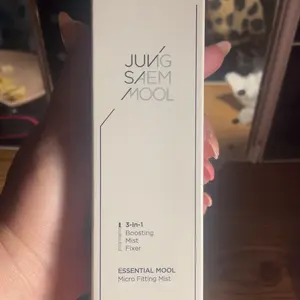 JUNG
SAEM
MOOL
3-In-1
Boosting
Mist
Fixer
ESSENTIAL MOOL
Micro Fitting Mist